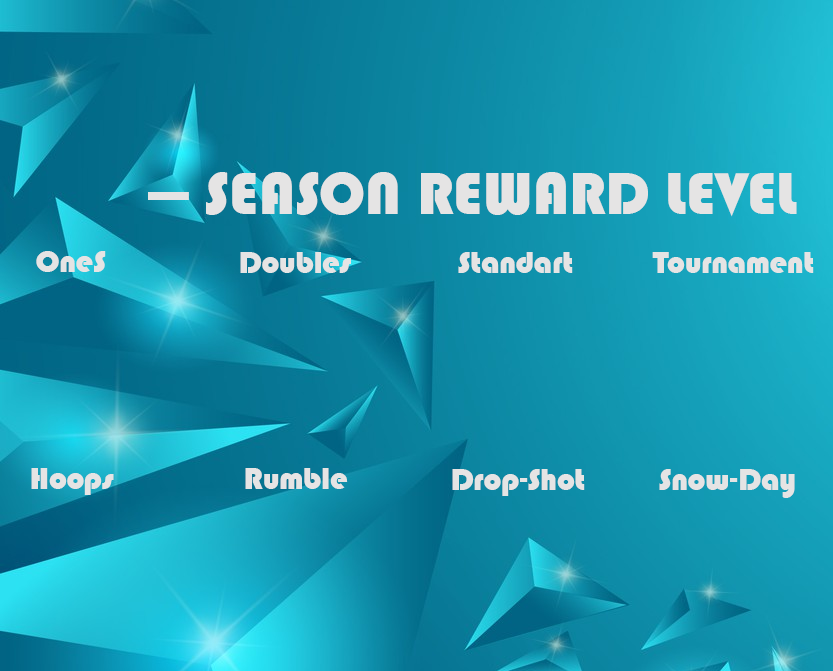 — SEASON REWARD LEVEL
OneS Doubles Standart Tournament
Hoops Rumble Drop-Shot Snow-Day